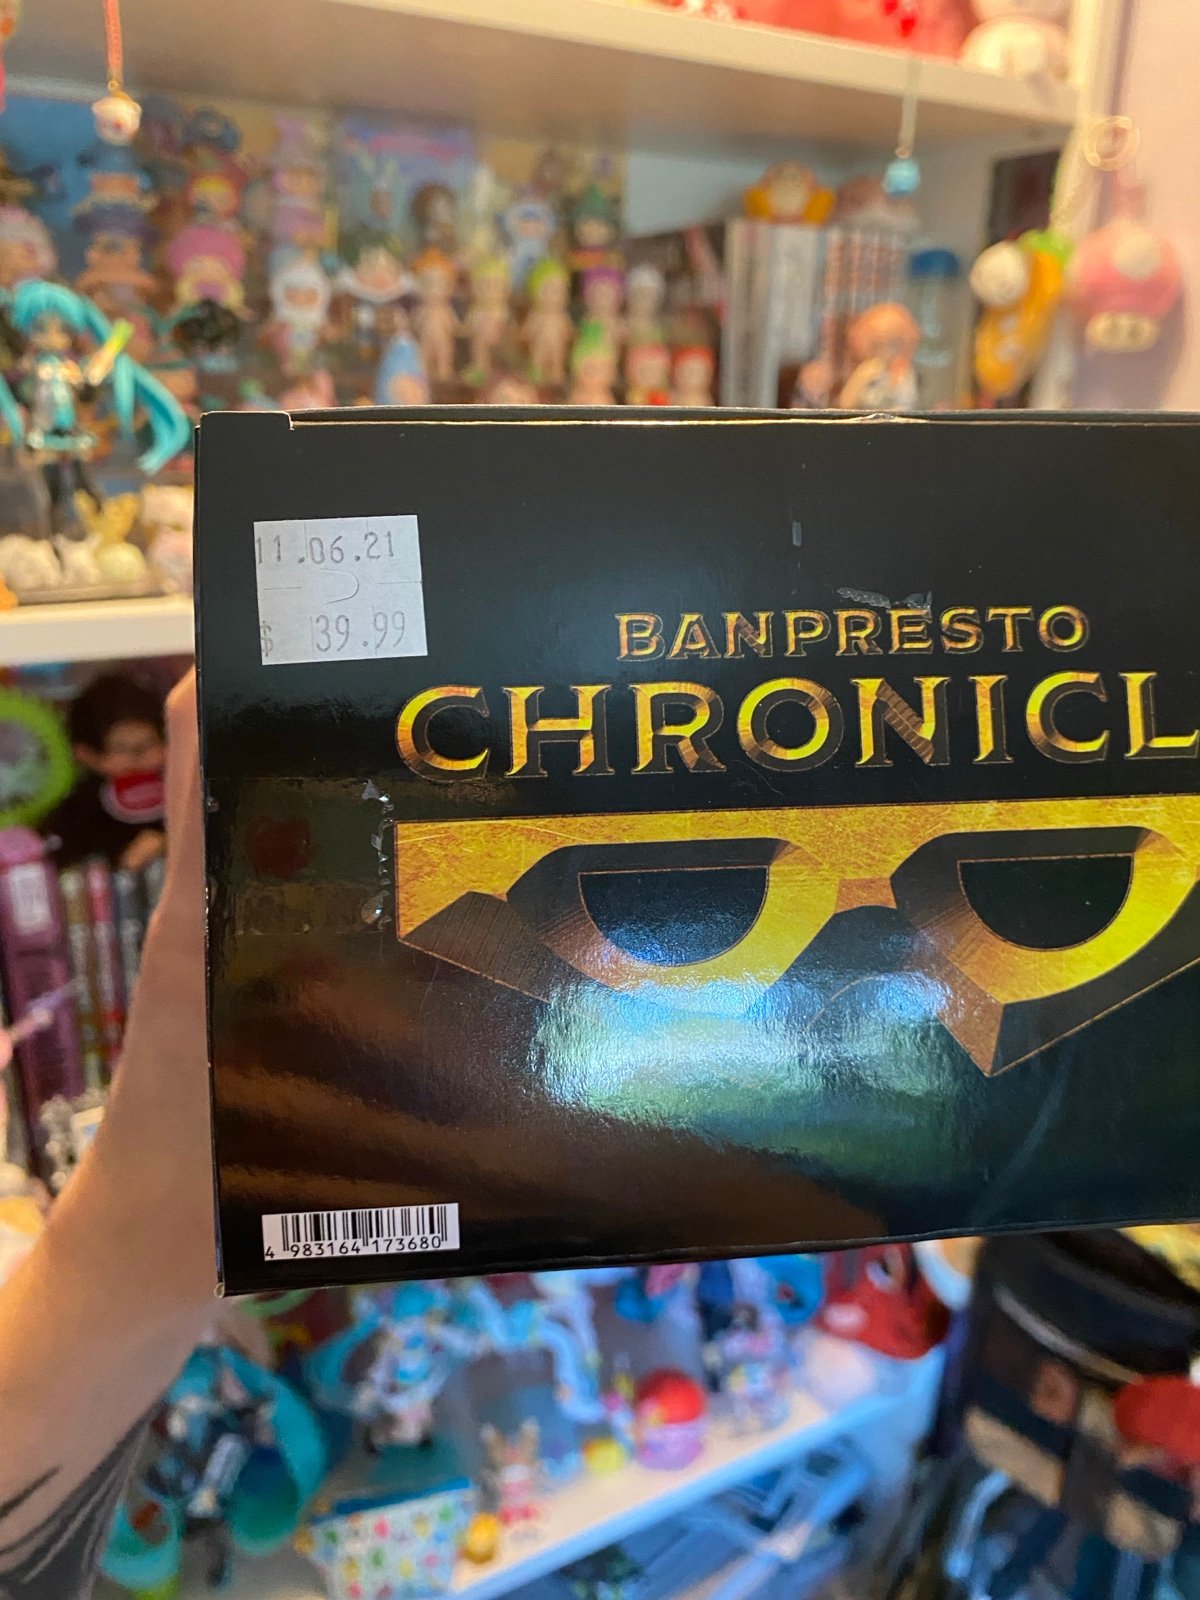 11.06.21
$ 39.99
BANPRESTO
CHRONICL
4 983164 173680